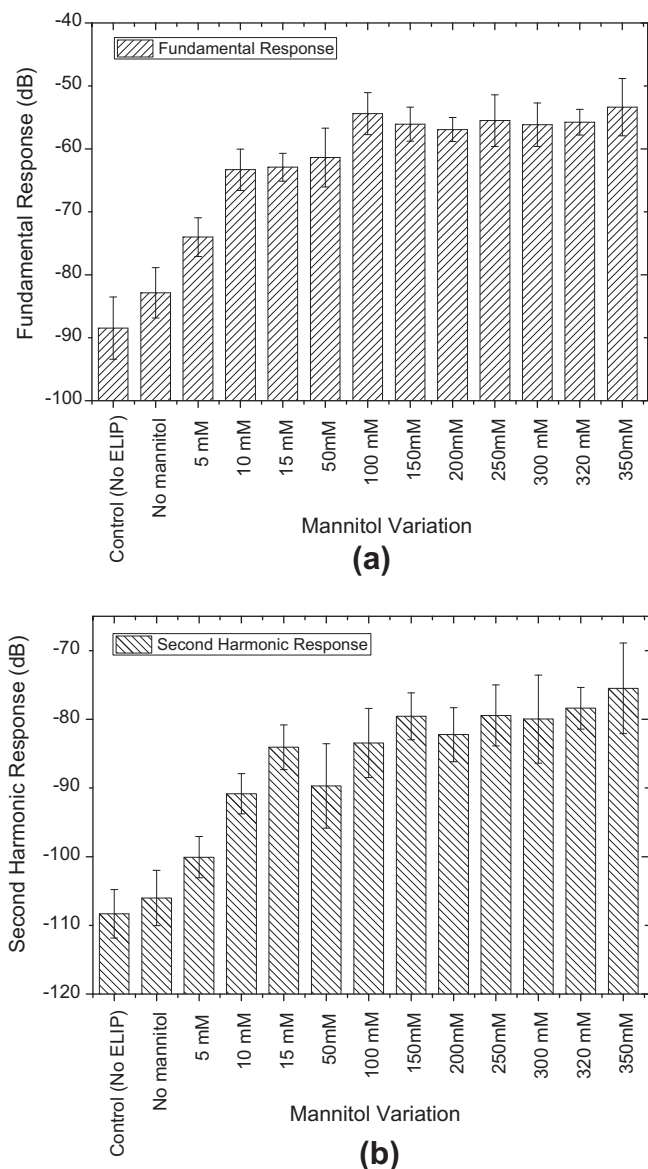 Fundamental Response (dB)
-40
-50
-60
-70
-80
-90
-100
Fundamental Response
Control (No ELIP)
No mannitol
5 mM
10 mM
15 mM
50mM
100 mM
150mM
200mM
250mM
300 mM
320 mM
350mM
Mannitol Variation
(a)
Second Harmonic Response (dB)
-70
-80
-90
-100
-110
-120
Second Harmonic Response
Control (No ELIP)
No mannitol
5 mM
10 mM
15 mM
50mM
100 mM
150mM
200mM
250mM
300 mM
320 mM
350mM
Mannitol Variation
(b)